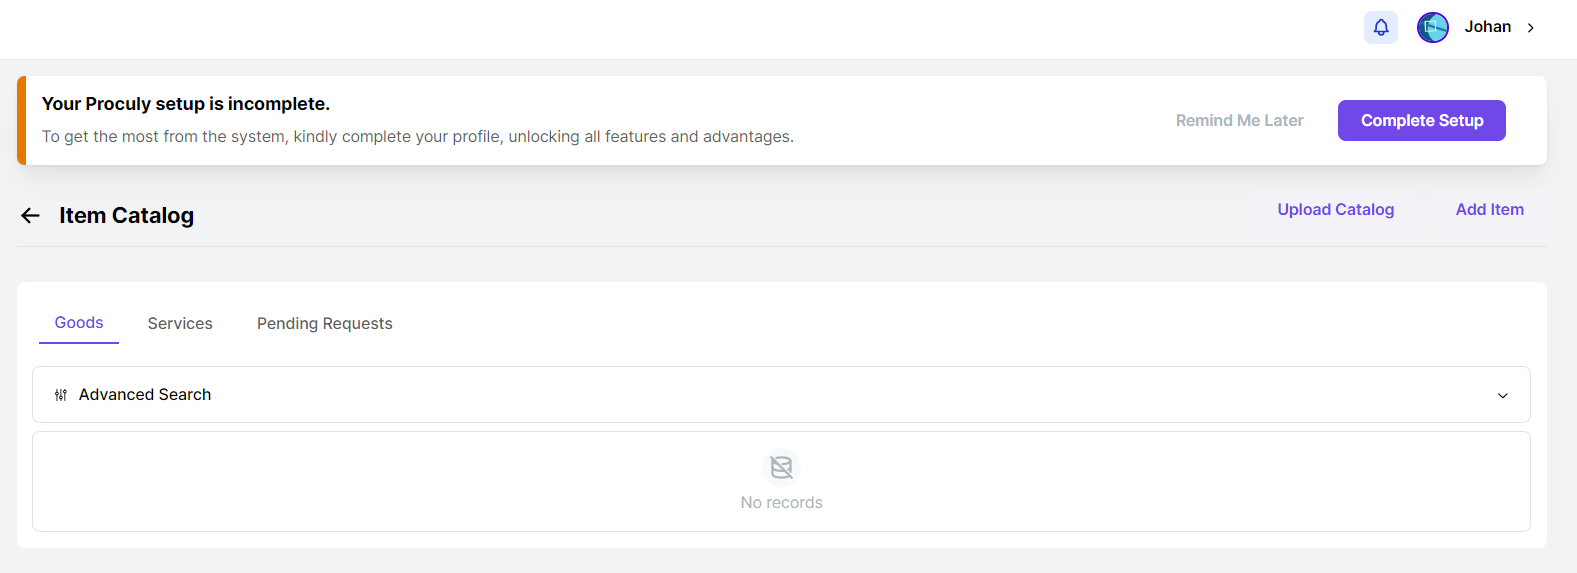 Johan
Your Proculy setup is incomplete.
To get the most from the system, kindly complete your profile, unlocking all features and advantages.
Remind Me Later
Complete Setup
Item Catalog
Upload Catalog
Add Item
Goods
Services
Pending Requests
Advanced Search
No records